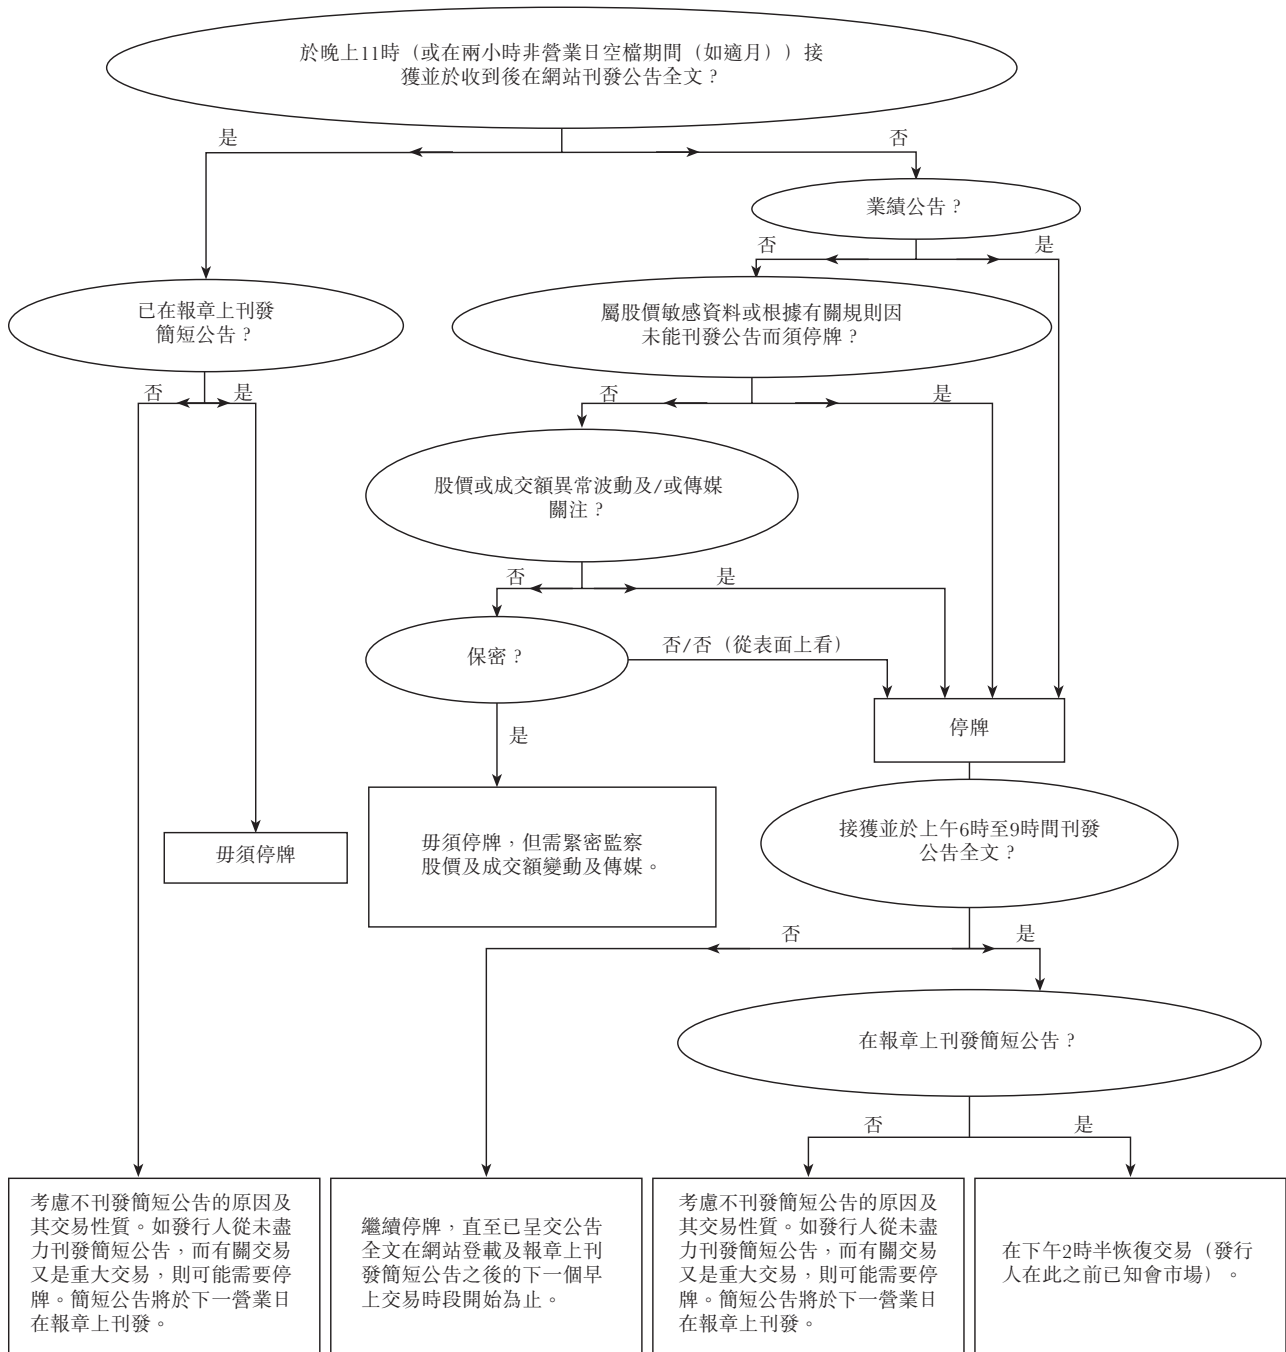 於晚上11時（或在兩小時非營業日空檔期間（如適月））接
獲並於收到後在網站刊發公告全文？
是
否
業績公告？
否
是
已在報章上刊發
簡短公告？
屬股價敏感資料或根據有關規則因
未能刊發公告而須停牌？
否
是
否
是
股價或成交額異常波動及/或傳媒
關注？
否
是
保密？
否/否（從表面上看）
是
停牌
毋須停牌
毋須停牌，但需緊密監察
股價及成交額變動及傳媒。
接獲並於上午6時至9時間刊發
公告全文？
否
是
在報章上刊發簡短公告？
否
是
考慮不刊發簡短公告的原因及
其交易性質。如發行人從未盡
力刊發簡短公告，而有關交易
又是重大交易，則可能需要停
牌。簡短公告將於下一營業日
在報章上刊發。
繼續停牌，直至已呈交公告
全文在網站登載及報章上刊
發簡短公告之後的下一個早
上交易時段開始為止。
考慮不刊發簡短公告的原因及
其交易性質。如發行人從未盡
力刊發簡短公告，而有關交易
又是重大交易，則可能需要停
牌。簡短公告將於下一營業日
在報章上刊發。
在下午2時半恢復交易（發行
人在此之前已知會市場）。